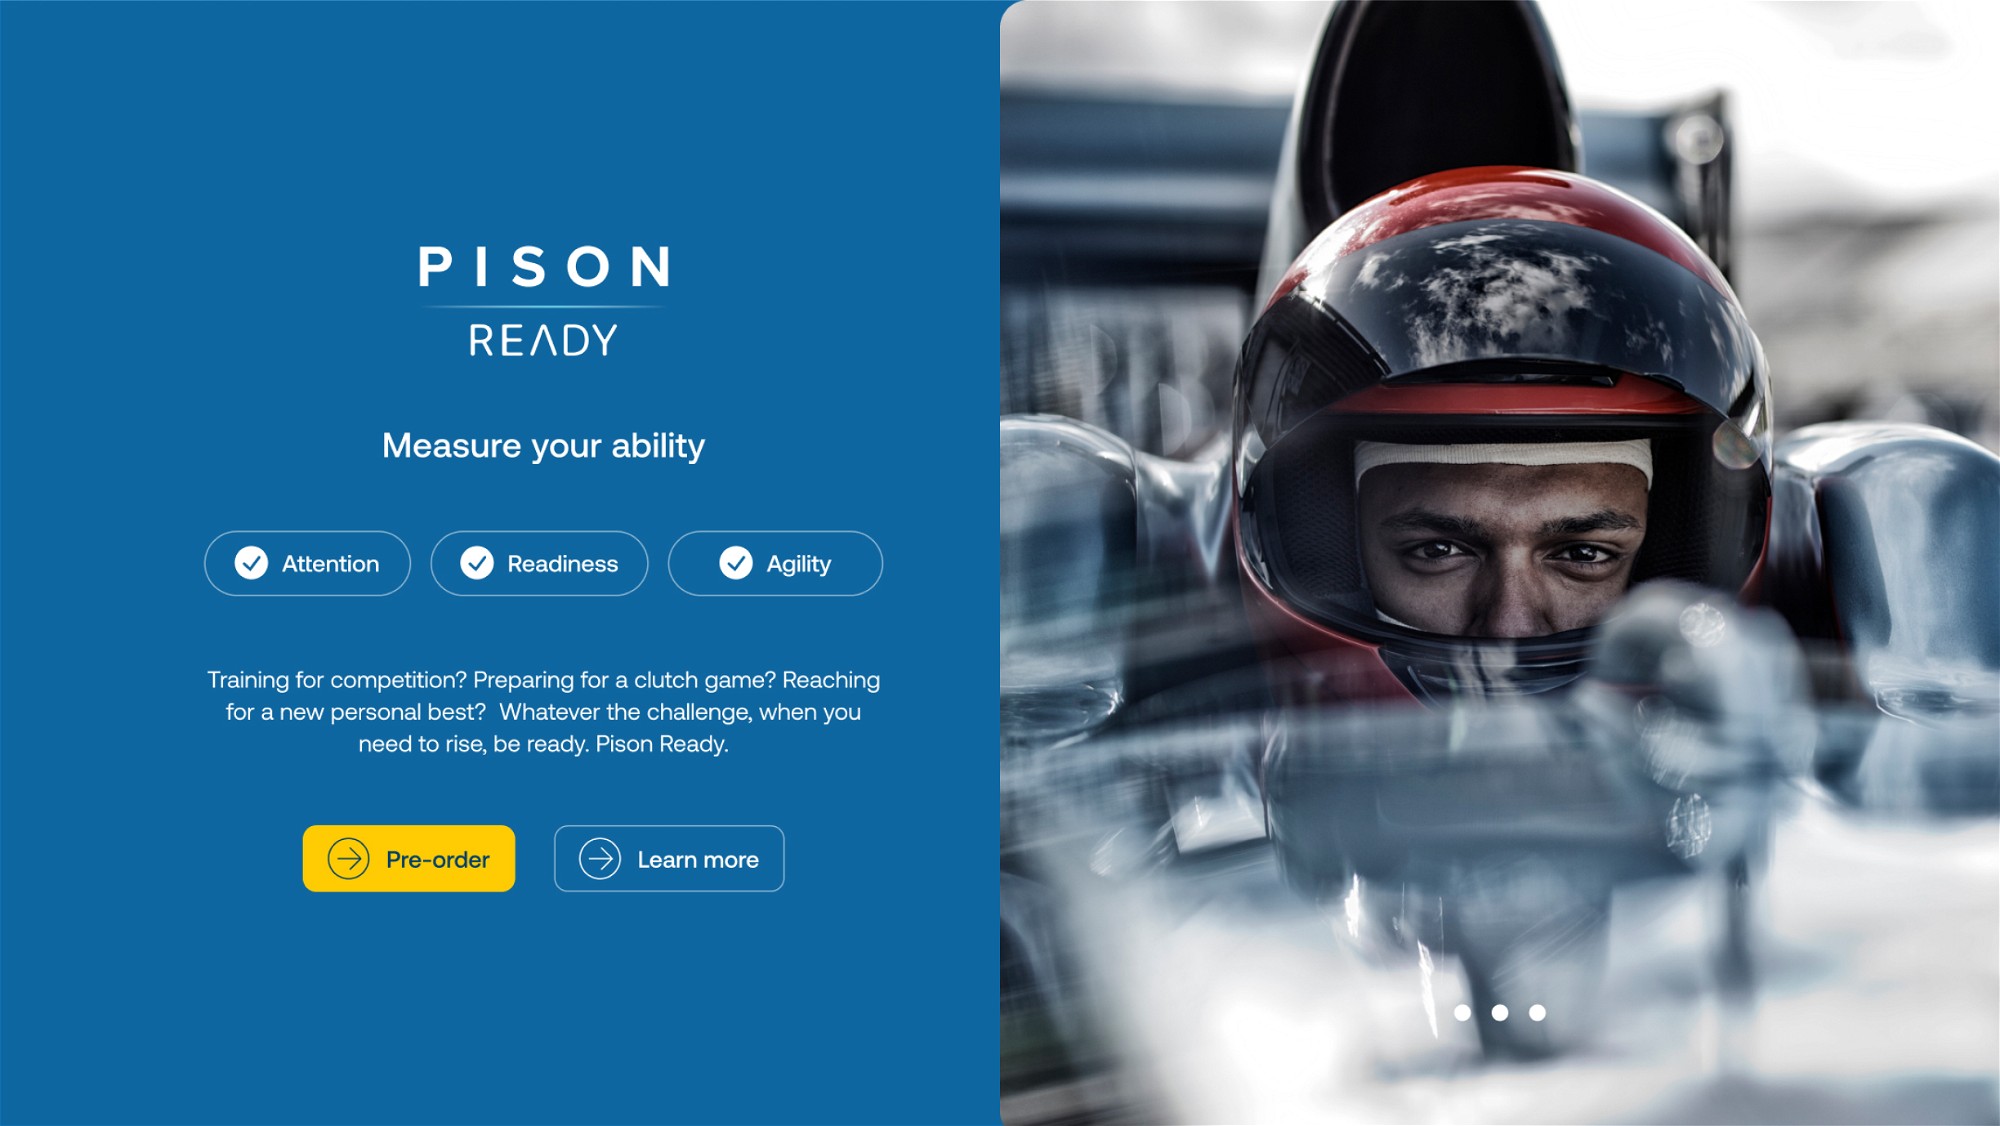 PISON
READY
Measure your ability
Attention
Readiness
Agility
Training for competition? Preparing for a clutch game? Reaching
for a new personal best?  Whatever the challenge, when you
need to rise, be ready. Pison Ready.
Pre-order
Learn more